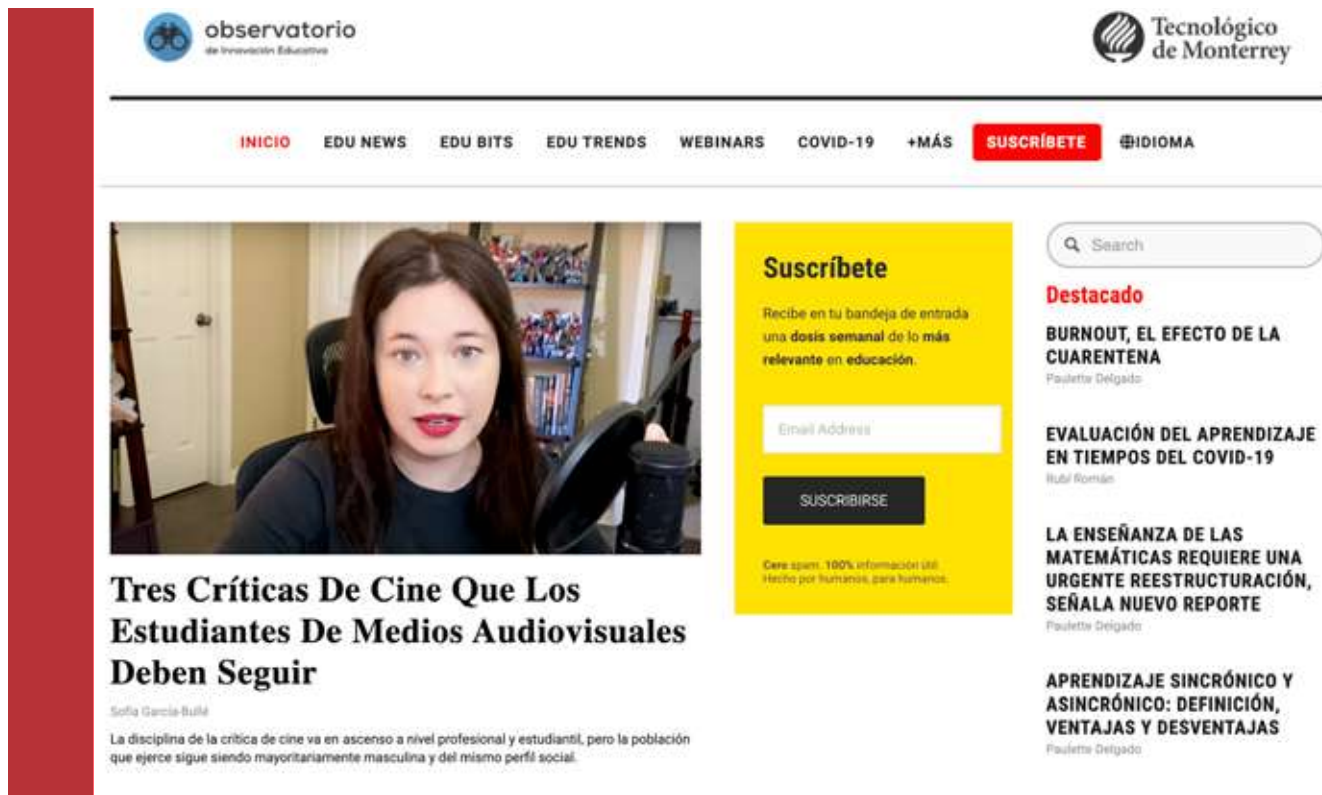 observatorio
de Innovación Educativa
Tecnológico
de Monterrey
INICIO EDU NEWS EDU BITS EDU TRENDS WEBINARS COVID-19 +MÁS SUSCRÍBETE IDIOMA
Tres Críticas De Cine Que Los
Estudiantes De Medios Audiovisuales
Deben Seguir
Sofía García-Bullé
La disciplina de la crítica de cine va en ascenso a nivel profesional y estudiantil, pero la población
que ejerce sigue siendo mayoritariamente masculina y del mismo perfil social.
Suscríbete
Recibe en tu bandeja de entrada
una dosis semanal de lo más
relevante en educación.
Email Address
SUSCRIBIRSE
Cero spam. 100% información útil.
Hecho por humanos, para humanos.
Search
Destacado
BURNOUT, EL EFECTO DE LA
CUARENTENA
Paulette Delgado
EVALUACIÓN DEL APRENDIZAJE
EN TIEMPOS DEL COVID-19
Rubí Román
LA ENSEÑANZA DE LAS
MATEMÁTICAS REQUIERE UNA
URGENTE REESTRUCTURACIÓN,
SEÑALA NUEVO REPORTE
Paulette Delgado
APRENDIZAJE SINCRÓNICO Y
ASINCRÓNICO: DEFINICIÓN,
VENTAJAS Y DESVENTAJAS
Paulette Delgado